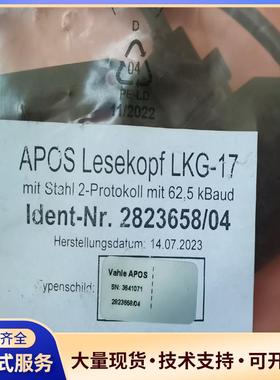 D
04
PE-LD
11/2022
APOS Lesekopf LKG-17
mit Stahl 2-Protokoll mit 62,5 kBaud
Ident-Nr. 2823658/04
Herstellungsdatum: 14.07.2023
Typenschild:
Vahle APOS
SN: 3641071
2823658/04
齐全
式服务
大量现货·技术支持·可开